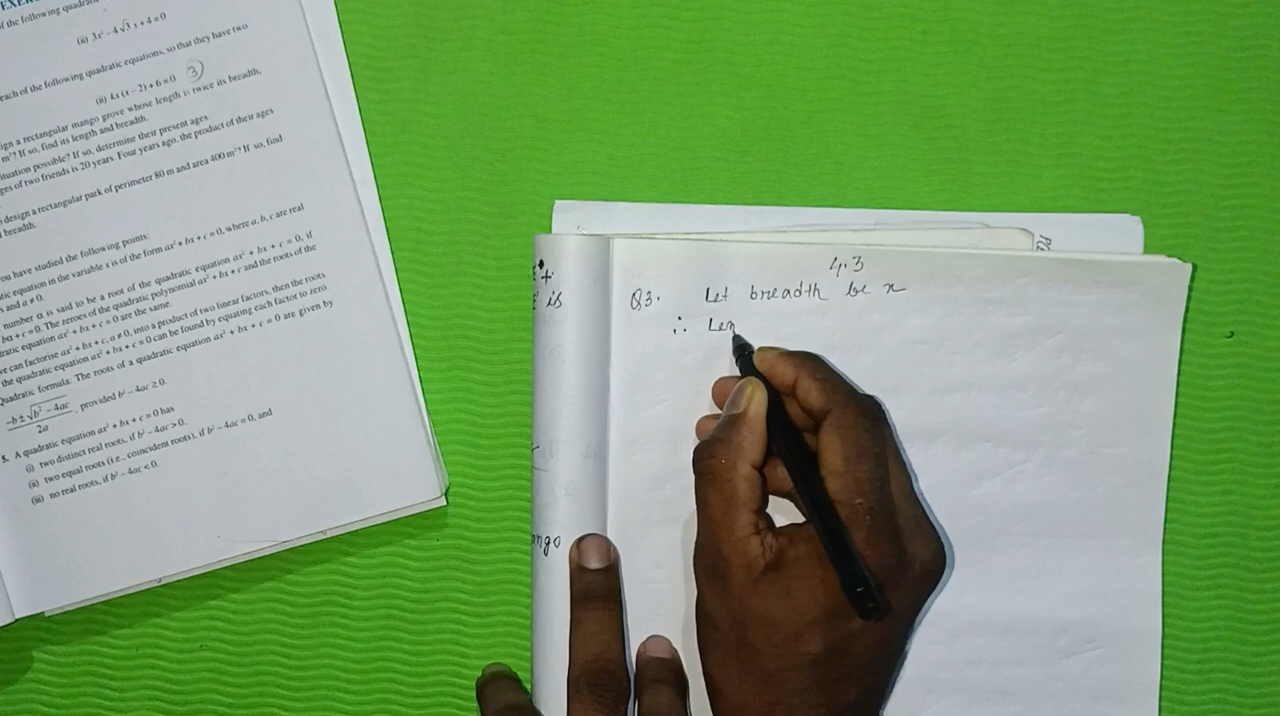 of the following quadratic
(ii) 3x² – 4√3 x + 4 = 0
each of the following quadratic equations, so that they have two
(ii) kx (x – 2) + 6 = 0
3
ign a rectangular mango grove whose length is twice its breadth,
m²? If so, find its length and breadth.
ituation possible? If so, determine their present ages.
ges of two friends is 20 years. Four years ago, the product of their ages
design a rectangular park of perimeter 80 m and area 400 m²? If so, find
breadth.
ou have studied the following points:
tic equation in the variable x is of the form ax² + bx + c = 0, where a, b, c are real
s and a ≠ 0.
number α is said to be a root of the quadratic equation ax² + bx + c = 0, if
bα + c = 0. The zeroes of the quadratic polynomial ax² + bx + c and the roots of the
ratic equation ax² + bx + c = 0 are the same.
we can factorise ax² + bx + c, a ≠ 0, into a product of two linear factors, then the roots
the quadratic equation ax² + bx + c = 0 can be found by equating each factor to zero.
Quadratic formula: The roots of a quadratic equation ax² + bx + c = 0 are given by
-b ± √b² – 4ac / 2a , provided b² – 4ac ≥ 0.
5. A quadratic equation ax² + bx + c = 0 has
(i) two distinct real roots, if b² – 4ac > 0,
(ii) two equal roots (i.e., coincident roots), if b² – 4ac = 0, and
(iii) no real roots, if b² – 4ac < 0.
is
ango
4.3
Q3. Let breadth be x
∴ Len